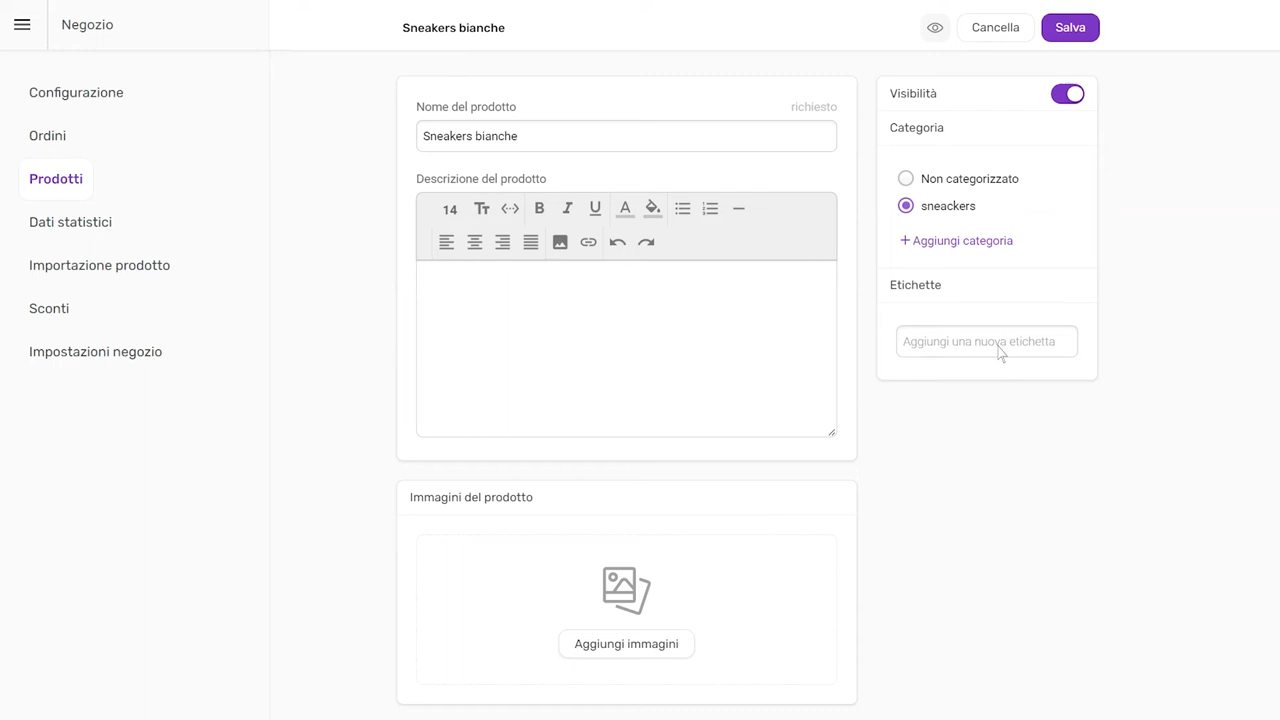 Negozio
Sneakers bianche
Cancella
Salva
Configurazione
Ordini
Prodotti
Dati statistici
Importazione prodotto
Sconti
Impostazioni negozio
Nome del prodotto
richiesto
Sneakers bianche
Descrizione del prodotto
14
Immagini del prodotto
Aggiungi immagini
Visibilità
Categoria
Non categorizzato
sneackers
+ Aggiungi categoria
Etichette
Aggiungi una nuova etichetta